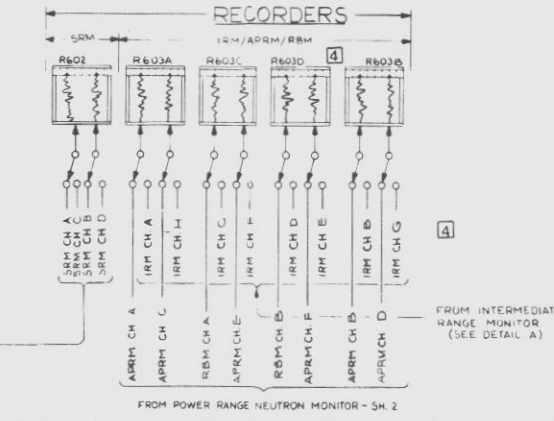 RECORDERS
SRM
IRM/APRM/RBM
R602
R603A
R603C
R603D
4
R603B
SRM CH A
SRM CH C
SRM CH B
SRM CH D
IRM CH. A
IRM CH. H
IRM CH. C
IRM CH. F
IRM CH. D
IRM CH. E
IRM CH B
IRM CH. G
4
APRM CH A
APRM CH C
RBM CH. A
APRM CH. E
RBM CH. B
APRM CH. F
APRM CH B
APRM CH D
FROM INTERMEDIAT
RANGE MONITOR
(SEE DETAIL A)
FROM POWER RANGE NEUTRON MONITOR - SH. 2